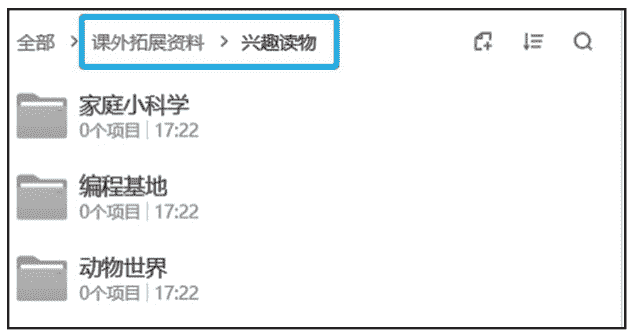 全部 > 课外拓展资料 > 兴趣读物
家庭小科学
0个项目 | 17:22
编程基地
0个项目 | 17:22
动物世界
0个项目 | 17:22